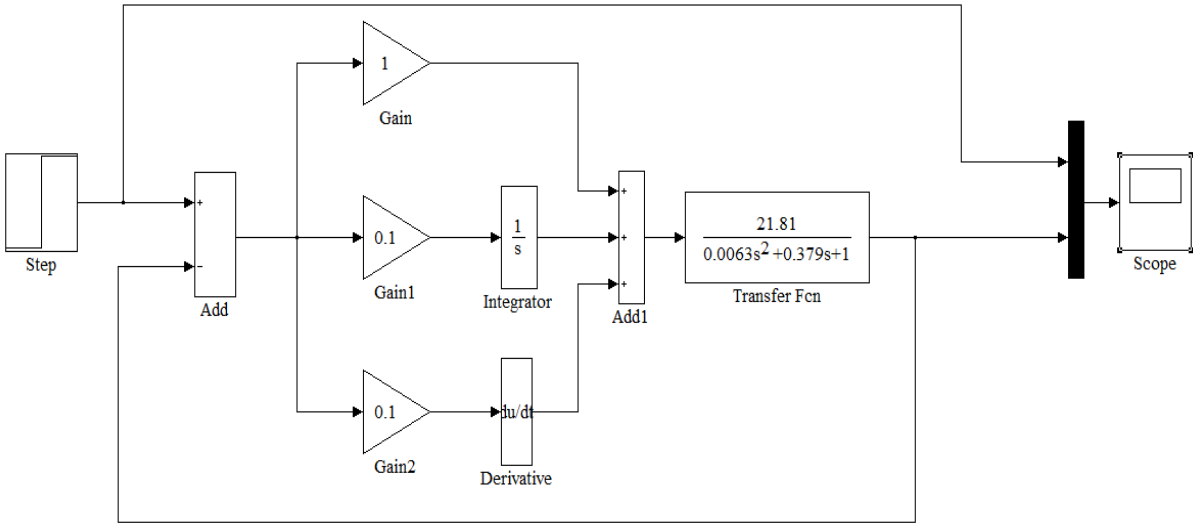 1
Gain
+
−
Step
Add
0.1
Gain1
1
s
Integrator
+
+
+
Add1
21.81
0.0063s2 +0.379s+1
Transfer Fcn
Scope
0.1
Gain2
du/dt
Derivative